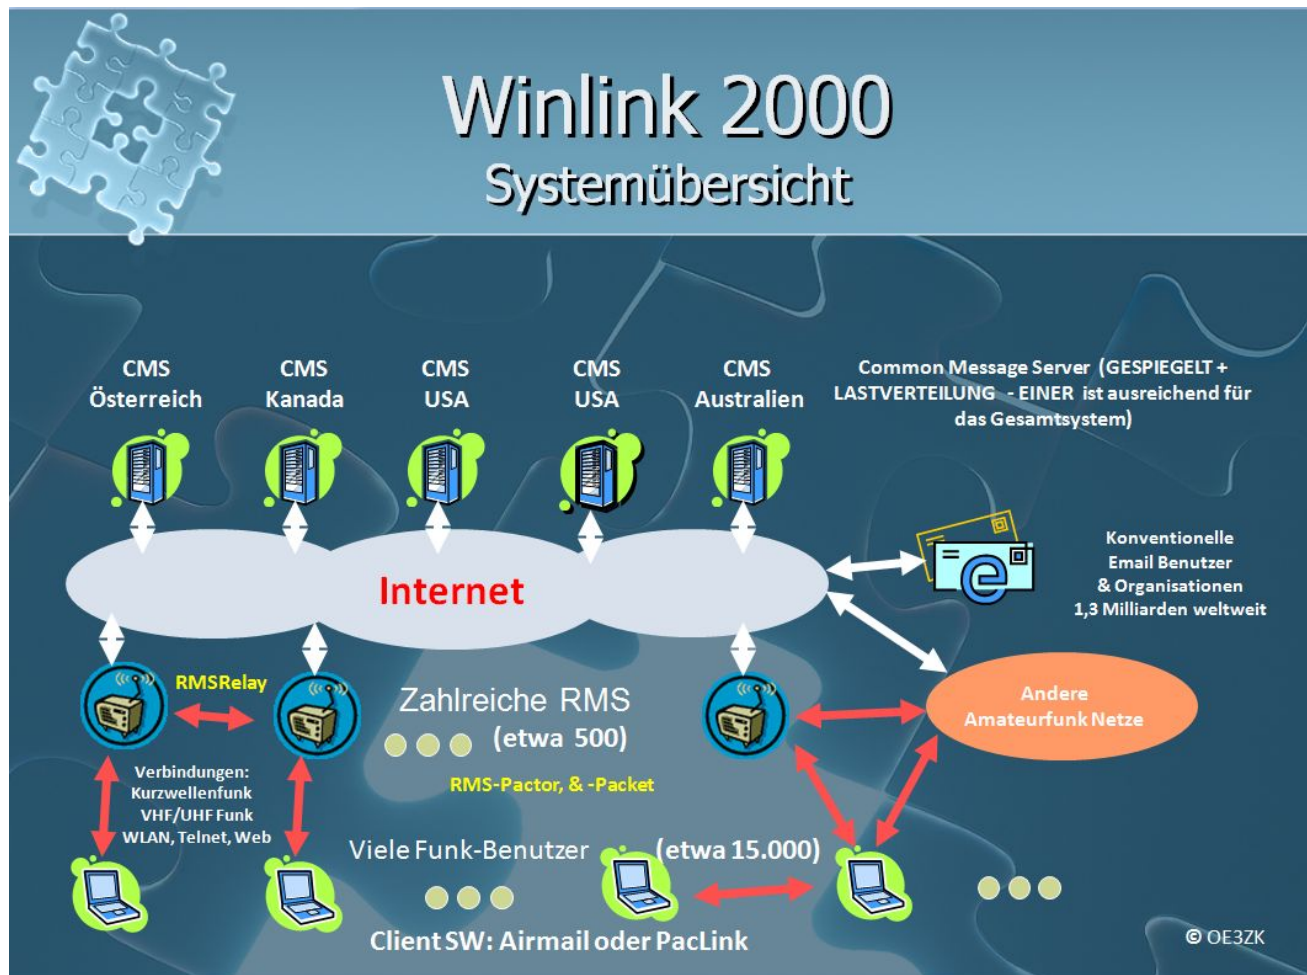 Winlink 2000
Systemübersicht
CMS
Österreich
CMS
Kanada
CMS
USA
CMS
USA
CMS
Australien
Common Message Server (GESPIEGELT +
LASTVERTEILUNG - EINER ist ausreichend für
das Gesamtsystem)
Internet
Konventionelle
Email Benutzer
& Organisationen
1,3 Milliarden weltweit
RMSRelay
Zahlreiche RMS
(etwa 500)
RMS-Pactor, & -Packet
Andere
Amateurfunk Netze
Verbindungen:
Kurzwellenfunk
VHF/UHF Funk
WLAN, Telnet, Web
Viele Funk-Benutzer (etwa 15.000)
Client SW: Airmail oder PacLink
© OE3ZK